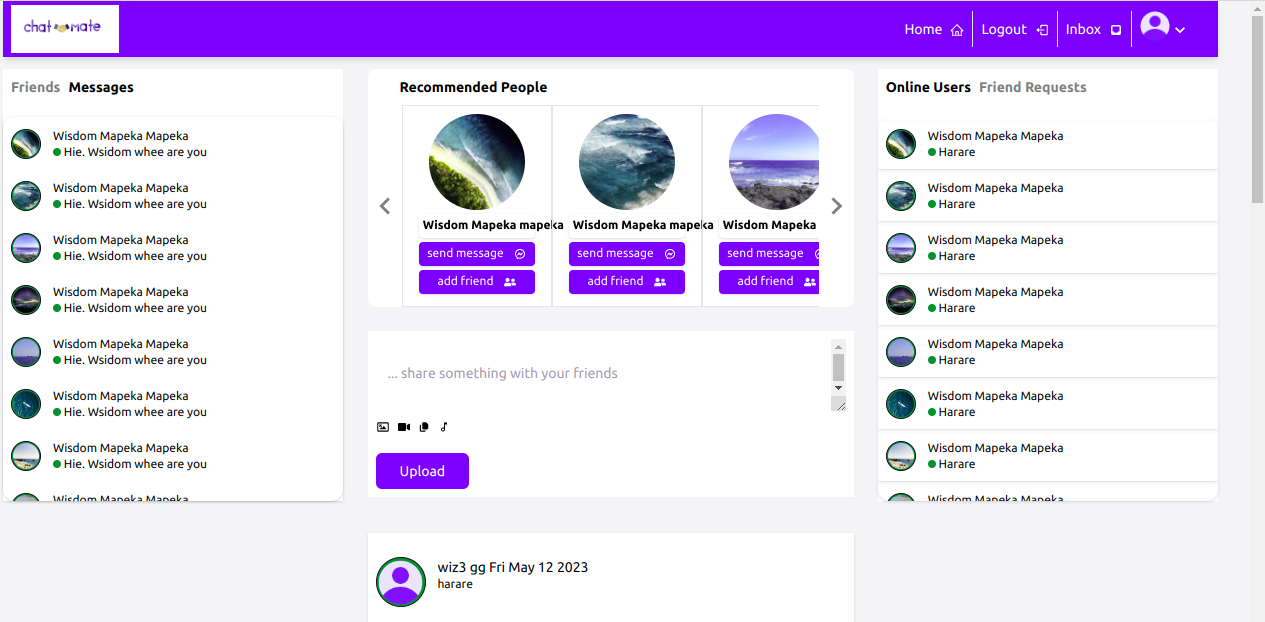 chat mate
Home
Logout
Inbox
Friends Messages
Wisdom Mapeka Mapeka
Hie. Wsidom whee are you
Wisdom Mapeka Mapeka
Hie. Wsidom whee are you
Wisdom Mapeka Mapeka
Hie. Wsidom whee are you
Wisdom Mapeka Mapeka
Hie. Wsidom whee are you
Wisdom Mapeka Mapeka
Hie. Wsidom whee are you
Wisdom Mapeka Mapeka
Hie. Wsidom whee are you
Wisdom Mapeka Mapeka
Hie. Wsidom whee are you
Wisdom Mapeka Mapeka
Recommended People
Wisdom Mapeka mapeka
send message
add friend
Wisdom Mapeka mapeka
send message
add friend
Wisdom Mapeka
send message
add friend
... share something with your friends
Upload
wiz3 gg Fri May 12 2023
harare
Online Users Friend Requests
Wisdom Mapeka Mapeka
Harare
Wisdom Mapeka Mapeka
Harare
Wisdom Mapeka Mapeka
Harare
Wisdom Mapeka Mapeka
Harare
Wisdom Mapeka Mapeka
Harare
Wisdom Mapeka Mapeka
Harare
Wisdom Mapeka Mapeka
Harare
Wisdom Mapeka Mapeka